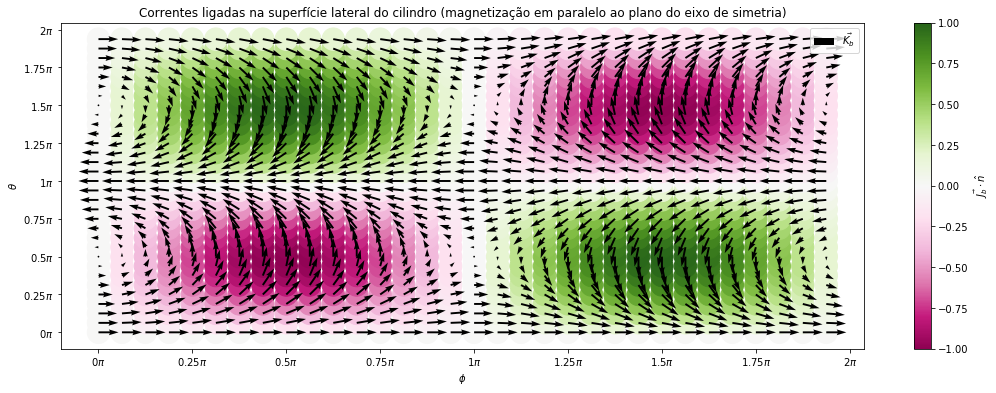 Correntes ligadas na superfície lateral do cilindro (magnetização em paralelo ao plano do eixo de simetria)
2π
1.75π
1.5π
1.25π
1π
0.75π
0.5π
0.25π
0π
θ
0π 0.25π 0.5π 0.75π 1π 1.25π 1.5π 1.75π 2π
ϕ
K⃗_b
1.00
0.75
0.50
0.25
0.00
−0.25
−0.50
−0.75
−1.00
J⃗_b · n̂